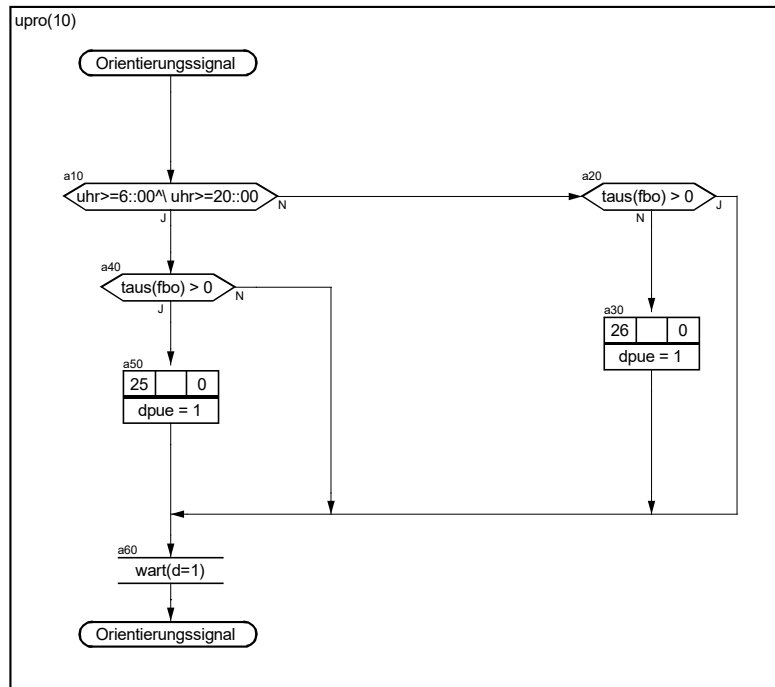 upro(10)
Orientierungssignal
a10
uhr>=6::00^\ uhr>=20::00
J
N
a20
taus(fbo) > 0
N
J
a40
taus(fbo) > 0
J
N
a30
26 0
dpue = 1
a50
25 0
dpue = 1
a60
wart(d=1)
Orientierungssignal